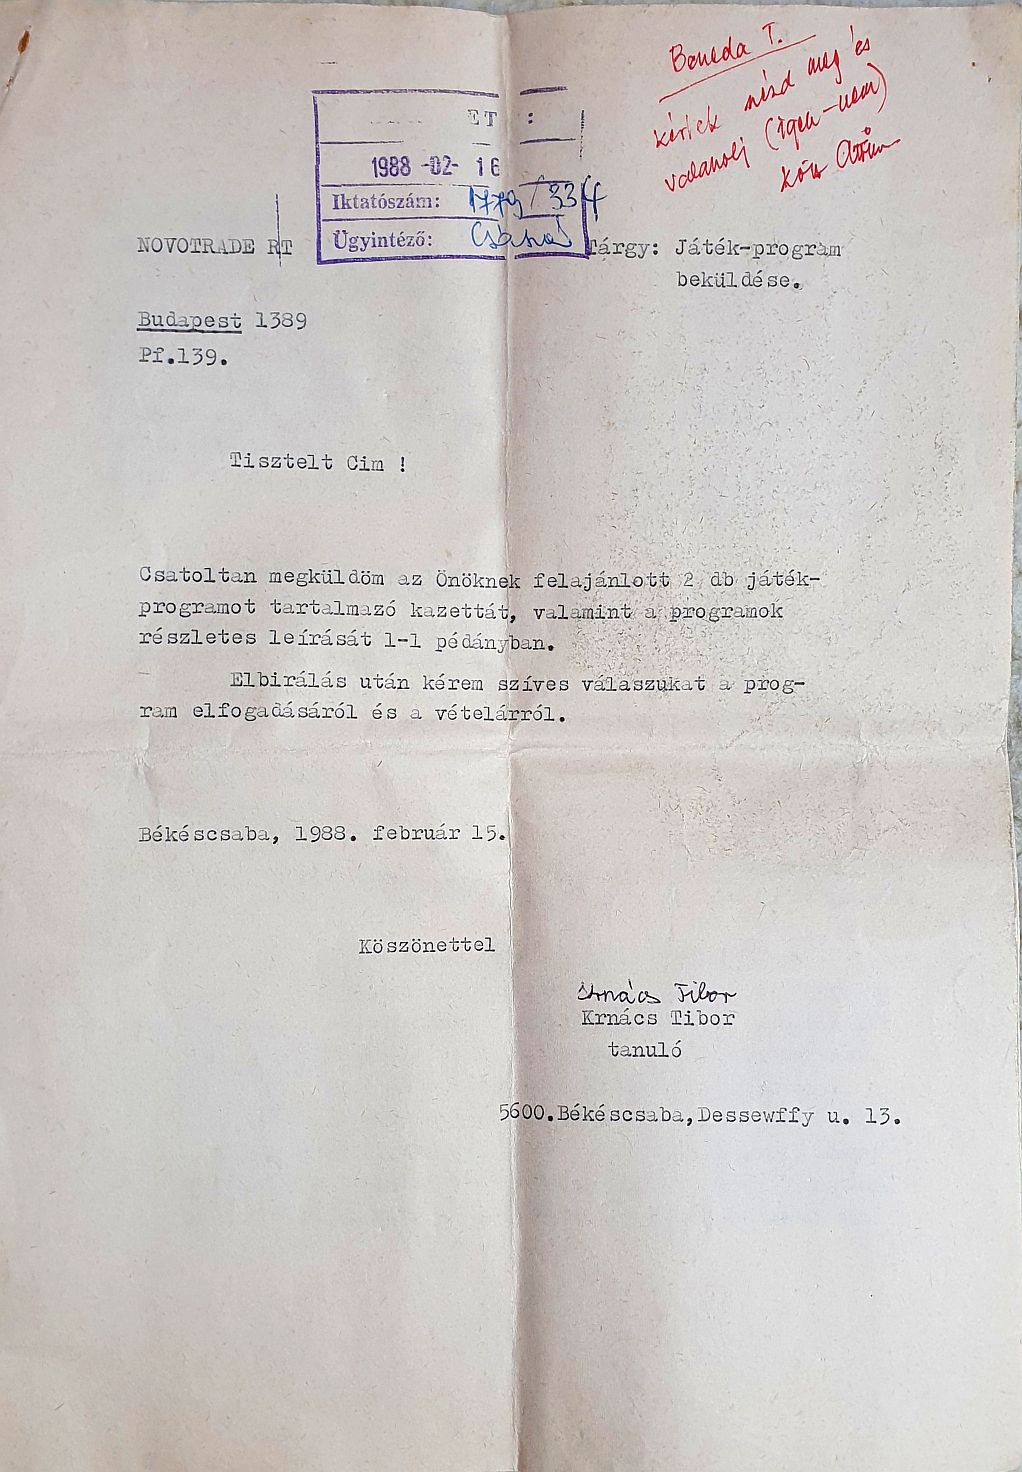 Beneda T.
kérlek nézd meg és
válaszolj (igen-nem)
ET :
1988 -02- 16
Iktatószám: 1779/334
Ügyintéző:
NOVOTRADE RT
Tárgy: Játék-program
beküldése.
Budapest 1389
Pf.139.
Tisztelt Cim !
Csatoltan megküldöm az Önöknek felajánlott 2 db játék-
programot tartalmazó kazettát, valamint a programok
részletes leírását 1-1 pédányban.
Elbirálás után kérem szíves válaszukat a prog-
ram elfogadásáról és a vételárról.
Békéscsaba, 1988. február 15.
Köszönettel
Krnács Tibor
Krnács Tibor
tanuló
5600.Békéscsaba,Dessewffy u. 13.